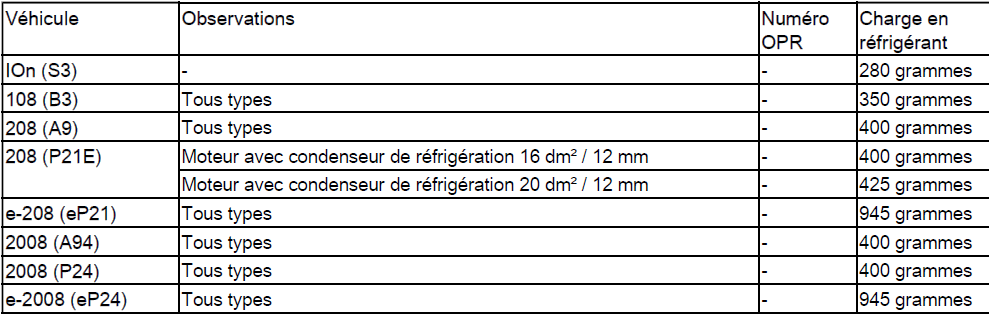 Véhicule Observations Numéro OPR Charge en réfrigérant
IOn (S3) - - 280 grammes
108 (B3) Tous types - 350 grammes
208 (A9) Tous types - 400 grammes
208 (P21E) Moteur avec condenseur de réfrigération 16 dm² / 12 mm - 400 grammes
Moteur avec condenseur de réfrigération 20 dm² / 12 mm - 425 grammes
e-208 (eP21) Tous types - 945 grammes
2008 (A94) Tous types - 400 grammes
2008 (P24) Tous types - 400 grammes
e-2008 (eP24) Tous types - 945 grammes